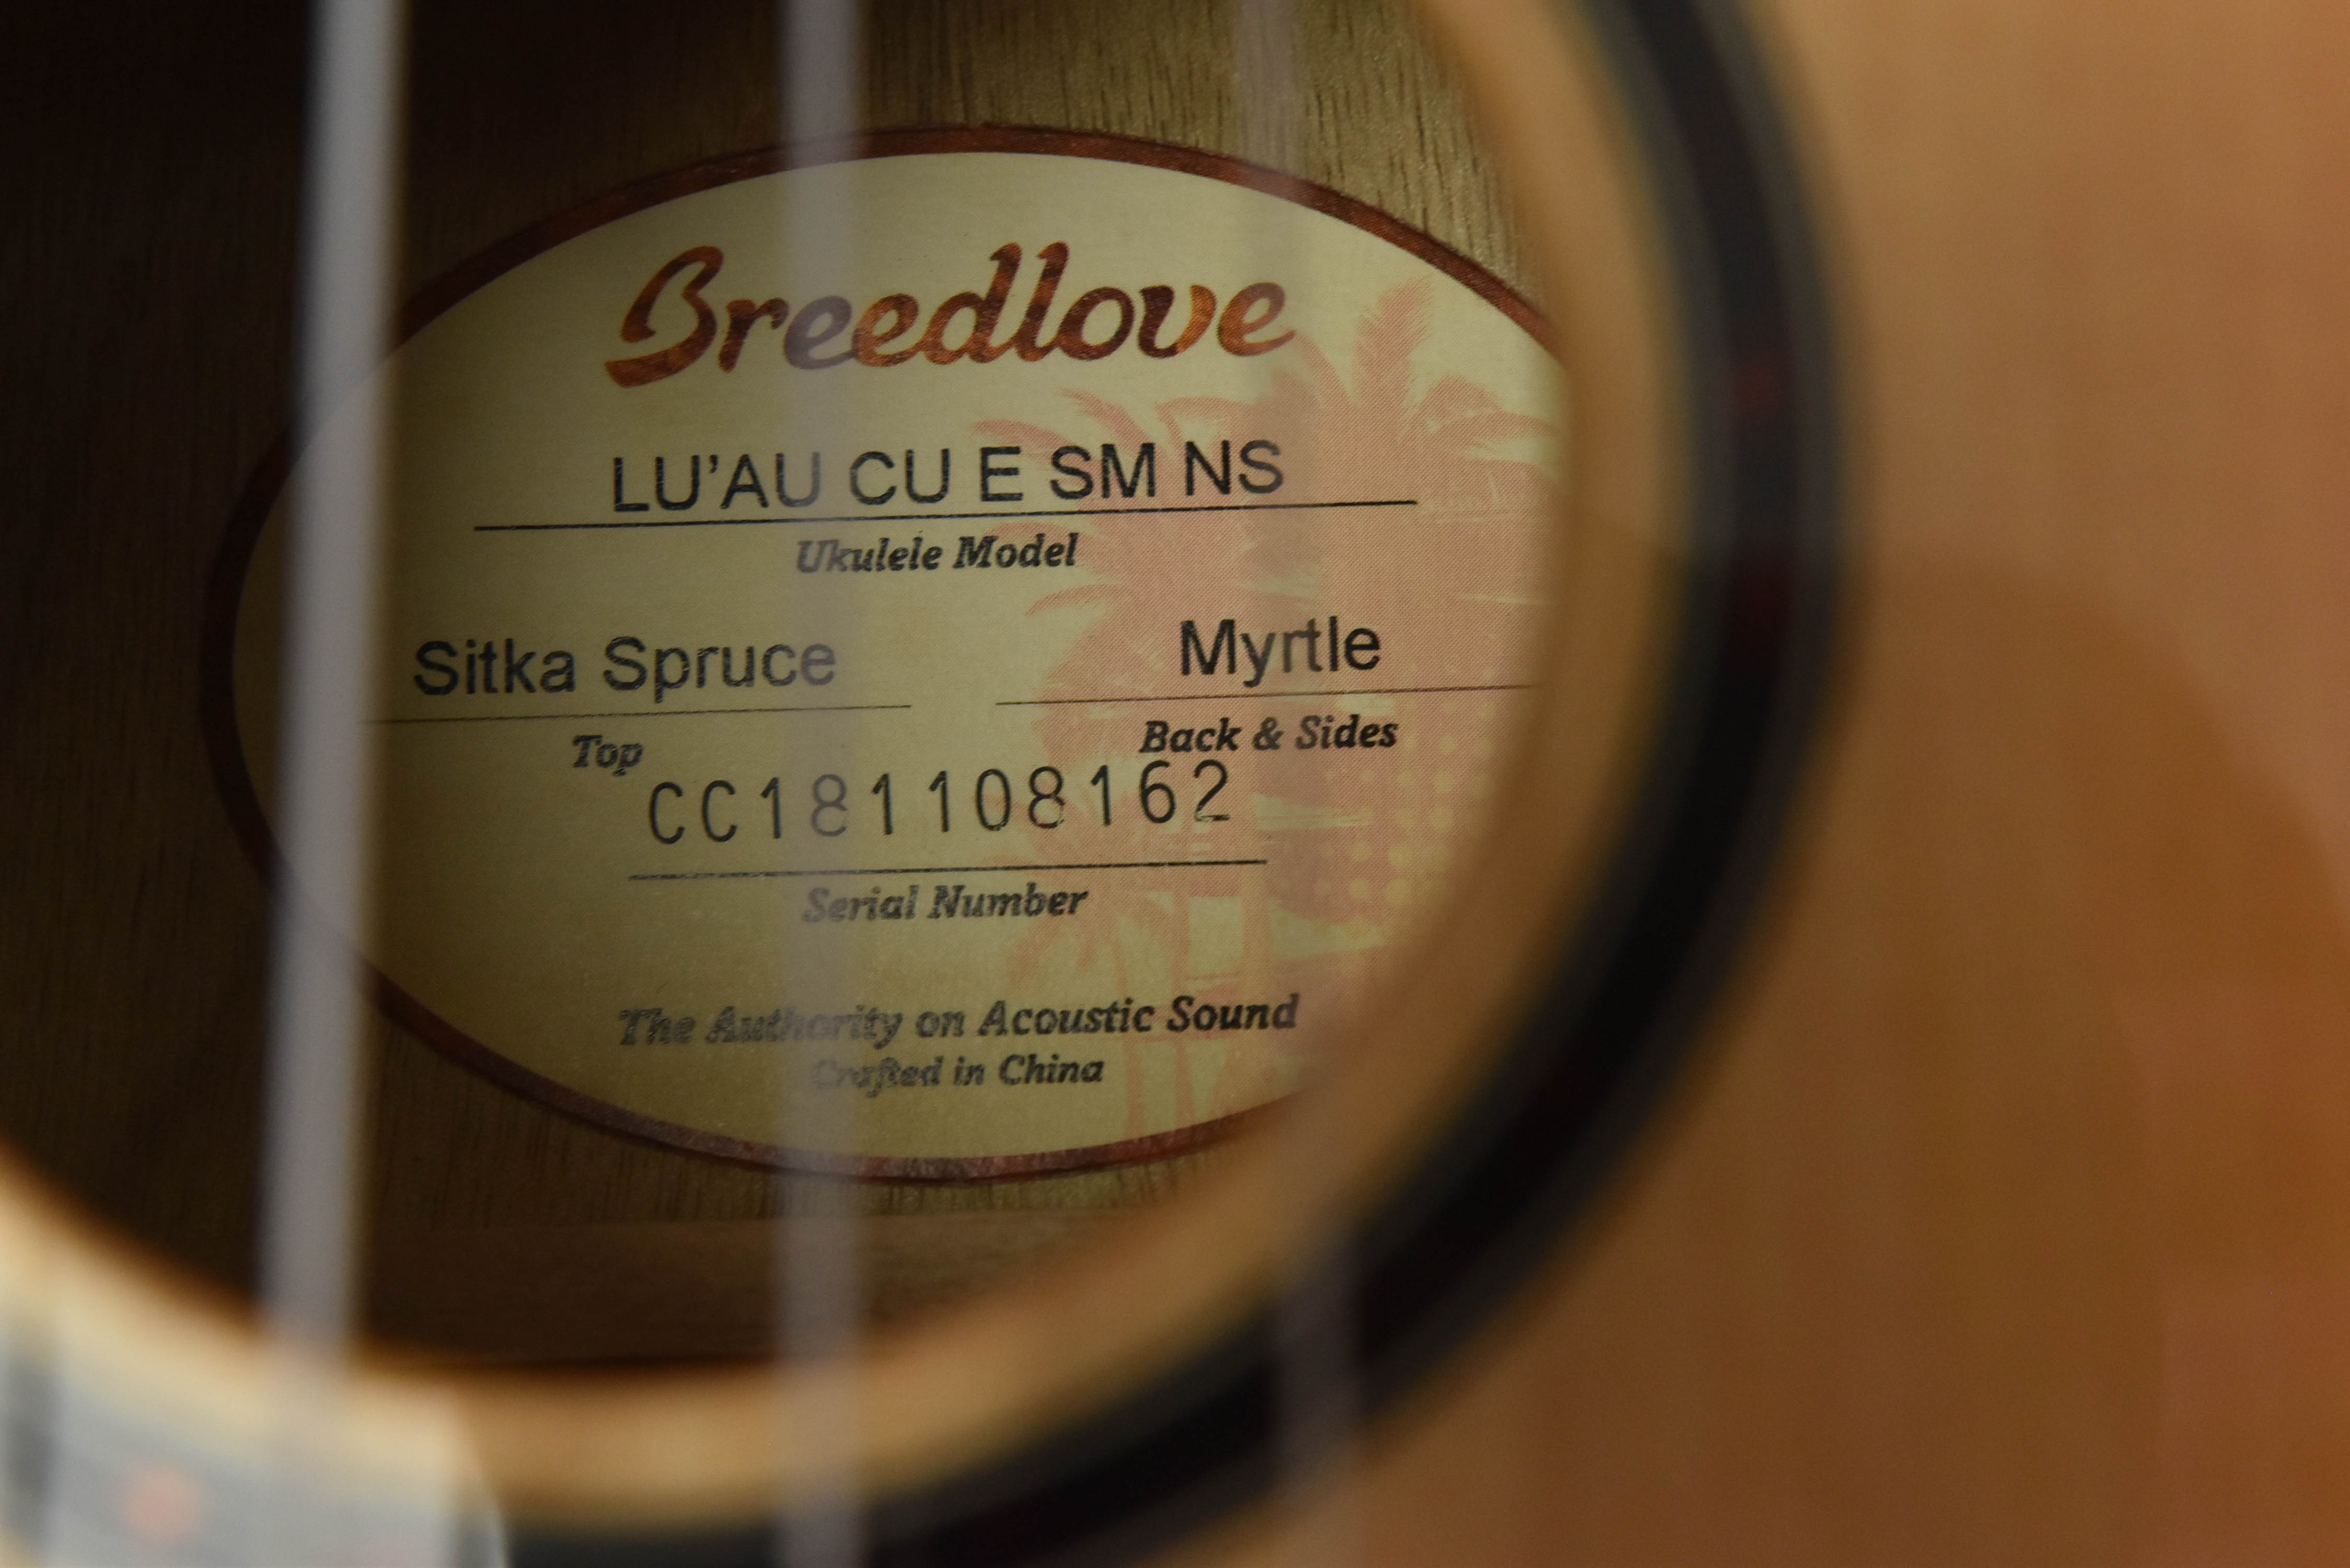 Breedlove
LU’AU CU E SM NS
Ukulele Model
Sitka Spruce Myrtle
Top Back & Sides
CC181108162
Serial Number
The Authority on Acoustic Sound
Crafted in China